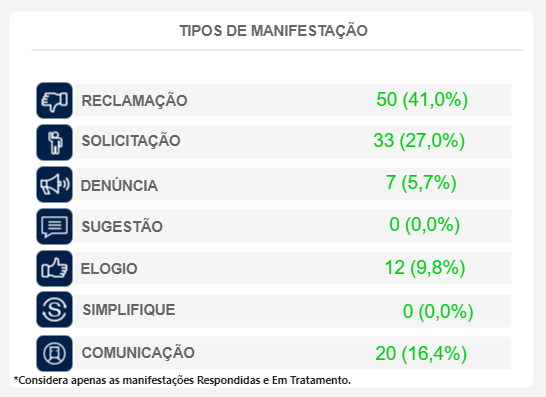 TIPOS DE MANIFESTAÇÃO
RECLAMAÇÃO 50 (41,0%)
SOLICITAÇÃO 33 (27,0%)
DENÚNCIA 7 (5,7%)
SUGESTÃO 0 (0,0%)
ELOGIO 12 (9,8%)
SIMPLIFIQUE 0 (0,0%)
COMUNICAÇÃO 20 (16,4%)
*Considera apenas as manifestações Respondidas e Em Tratamento.